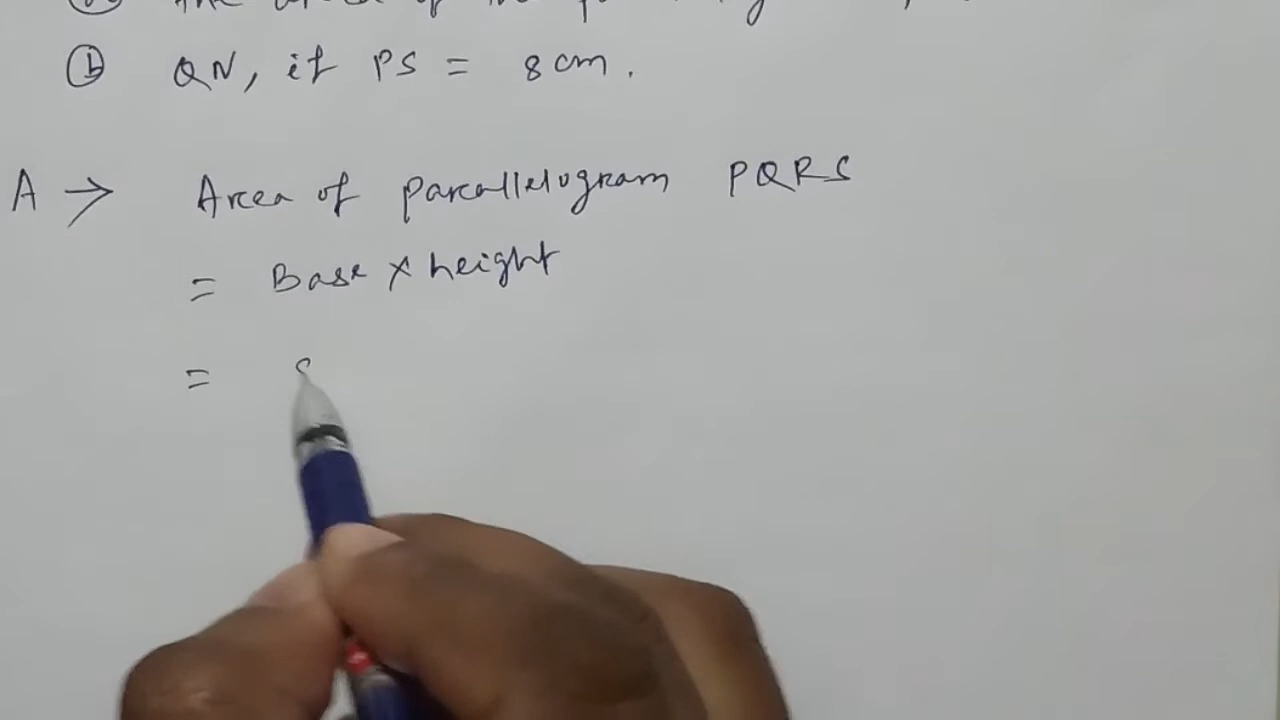 ⓑ QN, if PS = 8 cm.
A → Area of parallelogram PQRS
= Base × height
=